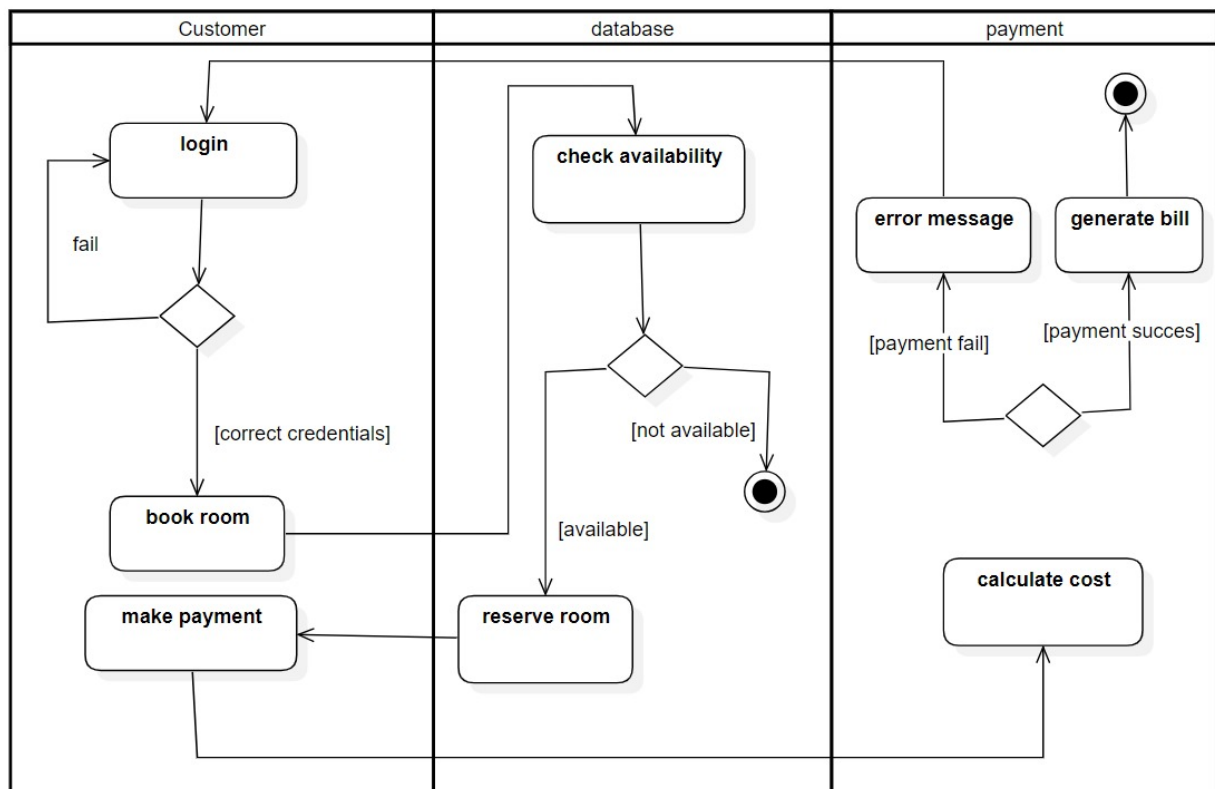 Customer
database
payment
login
check availability
error message
generate bill
fail
[payment fail]
[payment succes]
[correct credentials]
[not available]
book room
[available]
calculate cost
make payment
reserve room